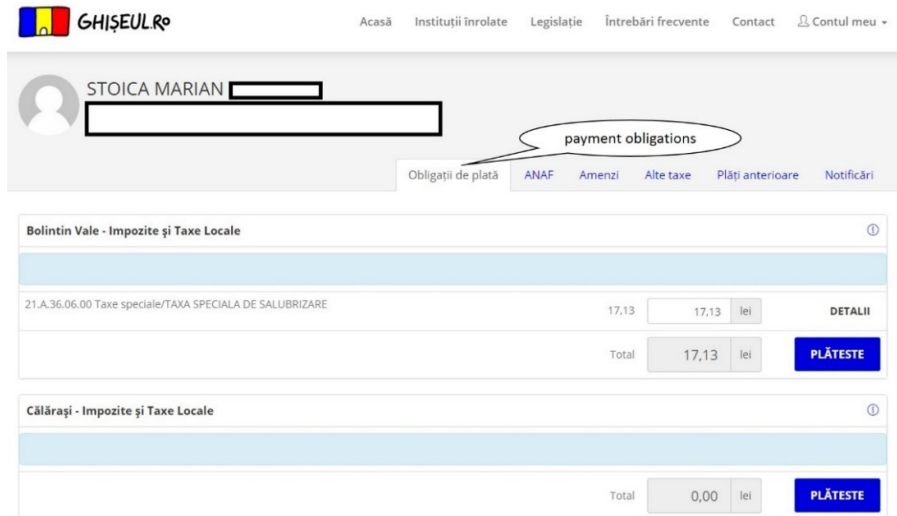 GHIȘEUL.RO
Acasă Instituții înrolate Legislație Întrebări frecvente Contact Contul meu
STOICA MARIAN
payment obligations
Obligații de plată ANAF Amenzi Alte taxe Plăți anterioare Notificări
Bolintin Vale - Impozite și Taxe Locale
21.A.36.06.00 Taxe speciale/TAXA SPECIALA DE SALUBRIZARE 17,13 17,13 lei DETALII
Total 17,13 lei PLĂTESTE
Călărași - Impozite și Taxe Locale
Total 0,00 lei PLĂTESTE